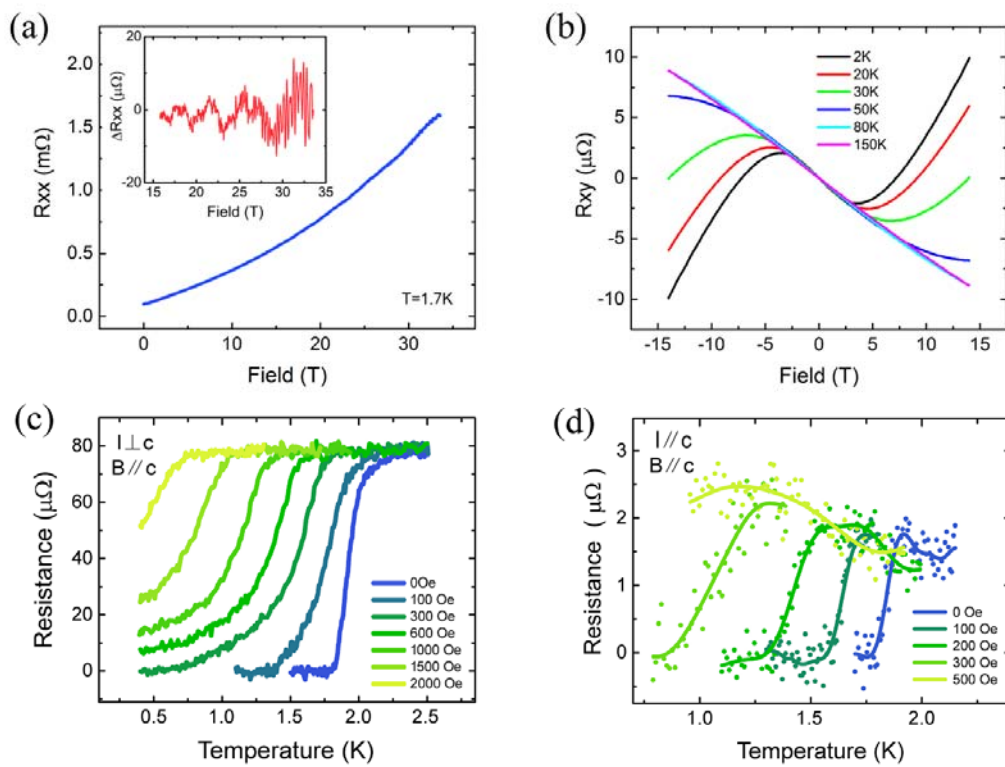 (a)
2.0
1.5
1.0
0.5
0.0
Rxx (mΩ)
0
10
20
30
Field (T)
T=1.7K
20
0
-20
ΔRxx (μΩ)
15
20
25
30
35
Field (T)
(b)
10
5
0
-5
-10
Rxy (μΩ)
2K
20K
30K
50K
80K
150K
-15
-10
-5
0
5
10
15
Field (T)
(c)
I⊥c
B//c
80
60
40
20
0
Resistance (μΩ)
0Oe
100 Oe
300 Oe
600 Oe
1000 Oe
1500 Oe
2000 Oe
0.5
1.0
1.5
2.0
2.5
Temperature (K)
(d)
I//c
B//c
3
2
1
0
Resistance ( μΩ)
0 Oe
100 Oe
200 Oe
300 Oe
500 Oe
1.0
1.5
2.0
Temperature (K)